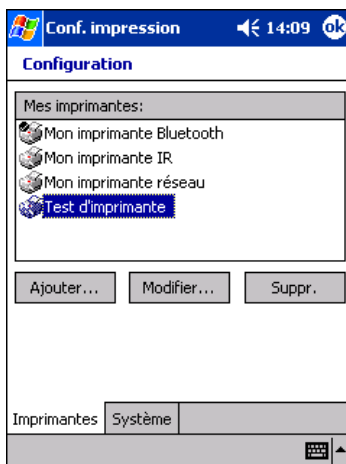 Conf. impression 14:09 ok
Configuration
Mes imprimantes:
Mon imprimante Bluetooth
Mon imprimante IR
Mon imprimante réseau
Test d'imprimante
Ajouter... Modifier... Suppr.
Imprimantes Système